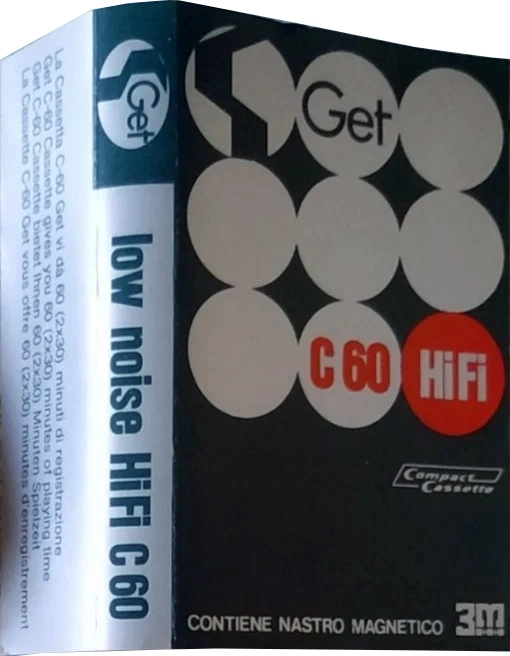 La Cassetta C-60 Get vi dà 60 (2x30) minuti di registrazione
Get C-60 Cassette gives you 60 (2x30) minutes of playing time
Get C-60 Cassette bietet Ihnen 60 (2x30) Minuten Spielzeit
La Cassette C-60 Get vous offre 60 (2x30) minutes d'enregistrement
Get
low noise HiFi C 60
Get
C 60
HiFi
Compact
Cassette
CONTIENE NASTRO MAGNETICO 3M